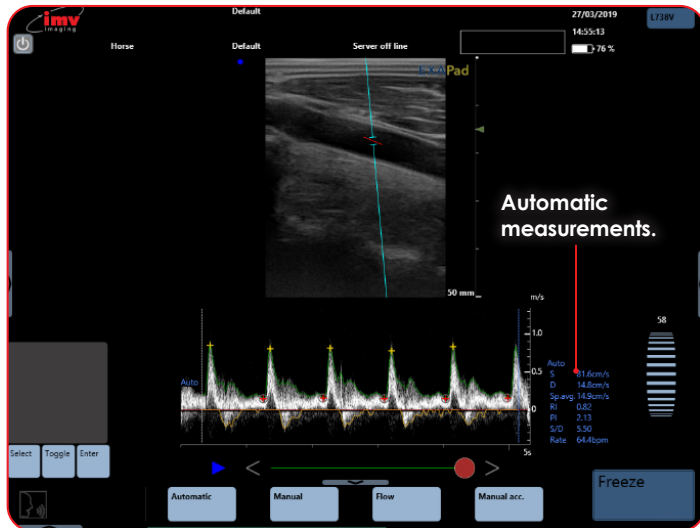 imv
imaging
Default
27/03/2019
L738V
14:55:13
76 %
Horse
Default
Server off line
EXAPad
Automatic
measurements.
50 mm
m/s
1.0
0.5
0
58
Auto
Auto
S 81.6cm/s
D 14.8cm/s
Sp.avg. 14.9cm/s
RI 0.82
PI 2.13
S/D 5.50
Rate 64.4bpm
5s
Select
Toggle
Enter
Automatic
Manual
Flow
Manual acc.
Freeze